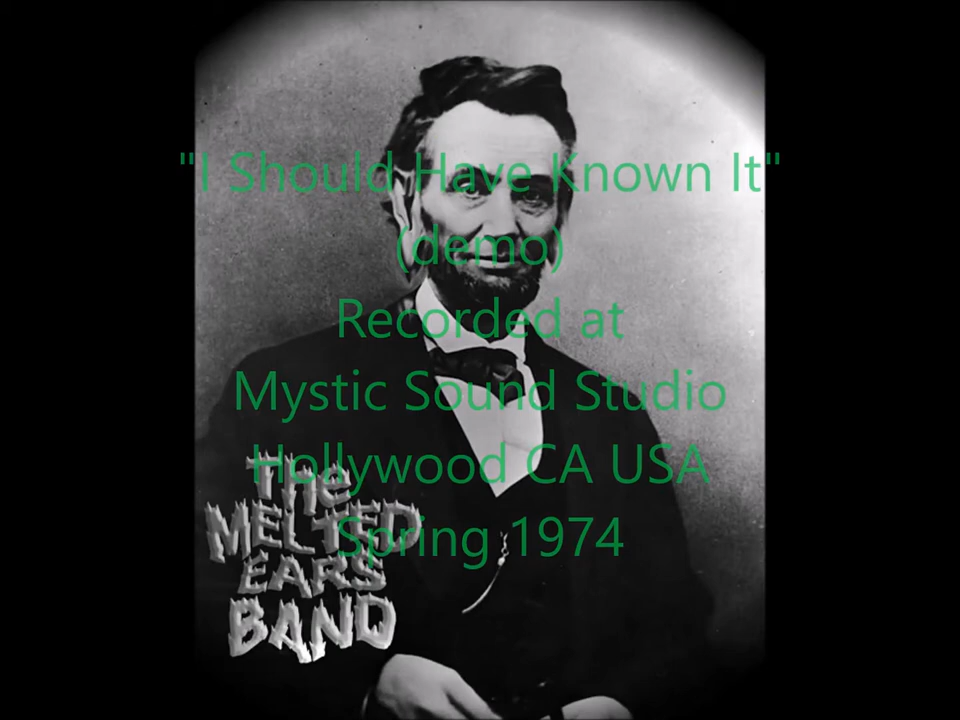 "I Should Have Known It"
(demo)
Recorded at
Mystic Sound Studio
Hollywood CA USA
Spring 1974
The
MELTED
EARS
BAND